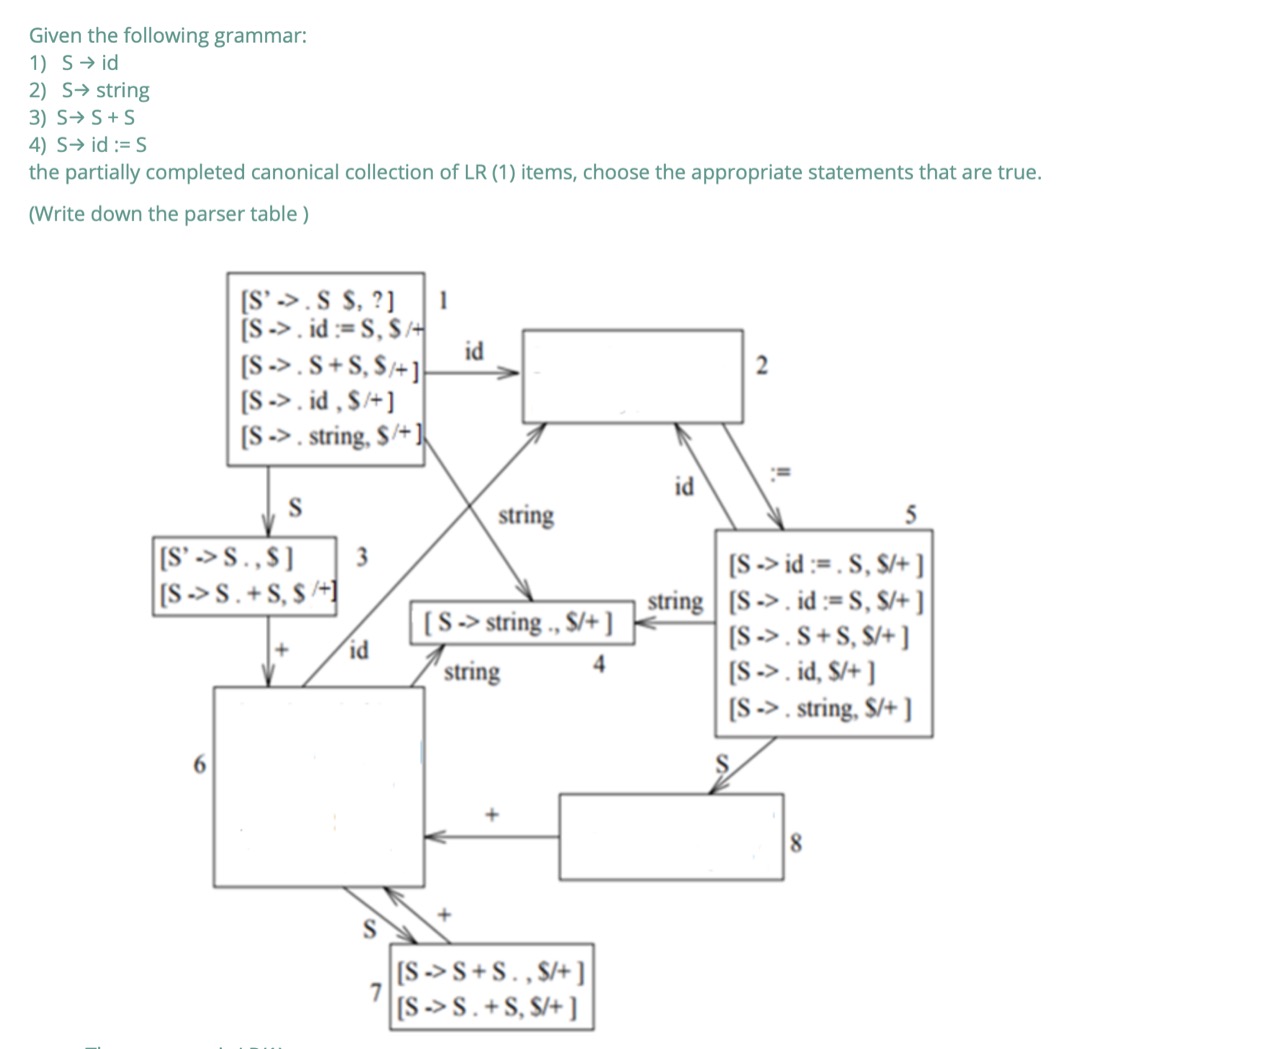 Given the following grammar:
1) S → id
2) S→ string
3) S→ S + S
4) S→ id := S
the partially completed canonical collection of LR (1) items, choose the appropriate statements that are true.
(Write down the parser table )
[S' -> . S $, ?]
1
[S -> . id := S, $ /+
[S -> . S + S, $/+ ]
[S -> . id , $ /+ ]
[S -> . string, $ /+ ]
id
2
S
string
id
:=
5
[S' -> S . , $ ]
[S -> S . + S, $ /+]
3
[S -> id := . S, $/+ ]
[S -> . id := S, $/+ ]
[S -> . S + S, $/+ ]
[S -> . id, $/+ ]
[S -> . string, $/+ ]
string
[ S -> string ., $/+ ]
4
+
id
string
6
S
+
8
S
+
7
[S -> S + S . , $/+ ]
[S -> S . + S, $/+ ]